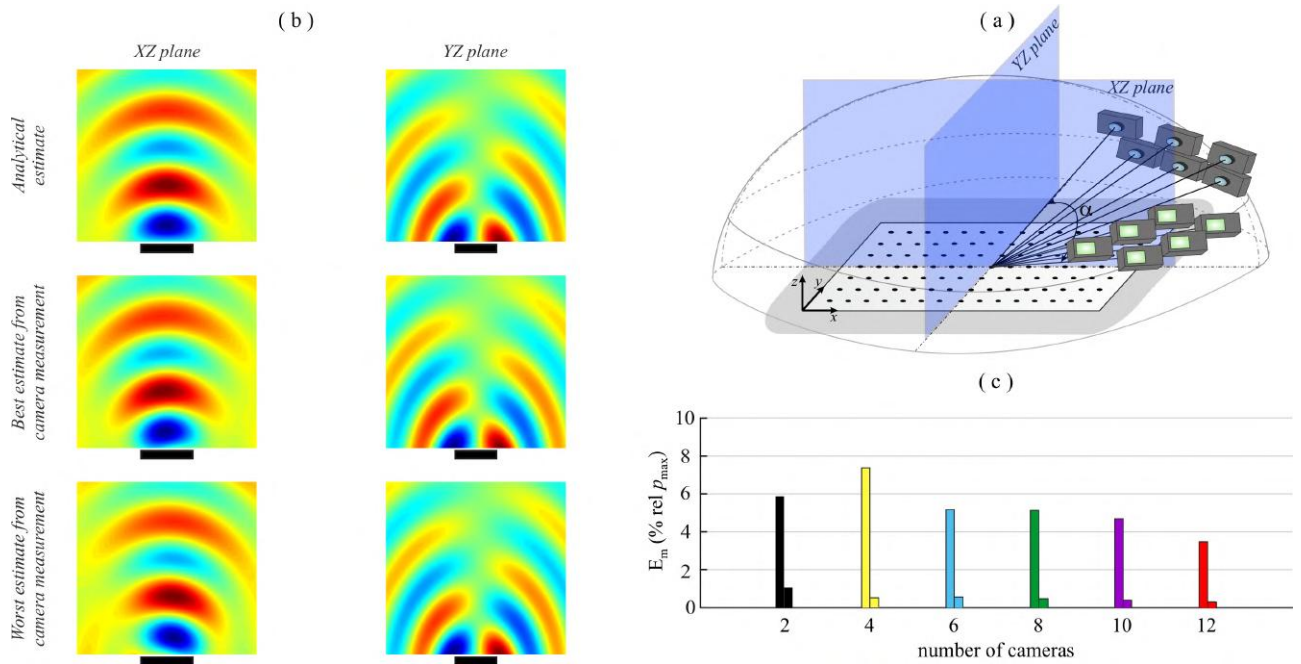 ( b )
XZ plane
YZ plane
Analytical
estimate
Best estimate from
camera measurement
Worst estimate from
camera measurement
( a )
YZ plane
XZ plane
α
z
y
x
( c )
10
8
6
4
2
0
E_m (% rel p_max)
2 4 6 8 10 12
number of cameras